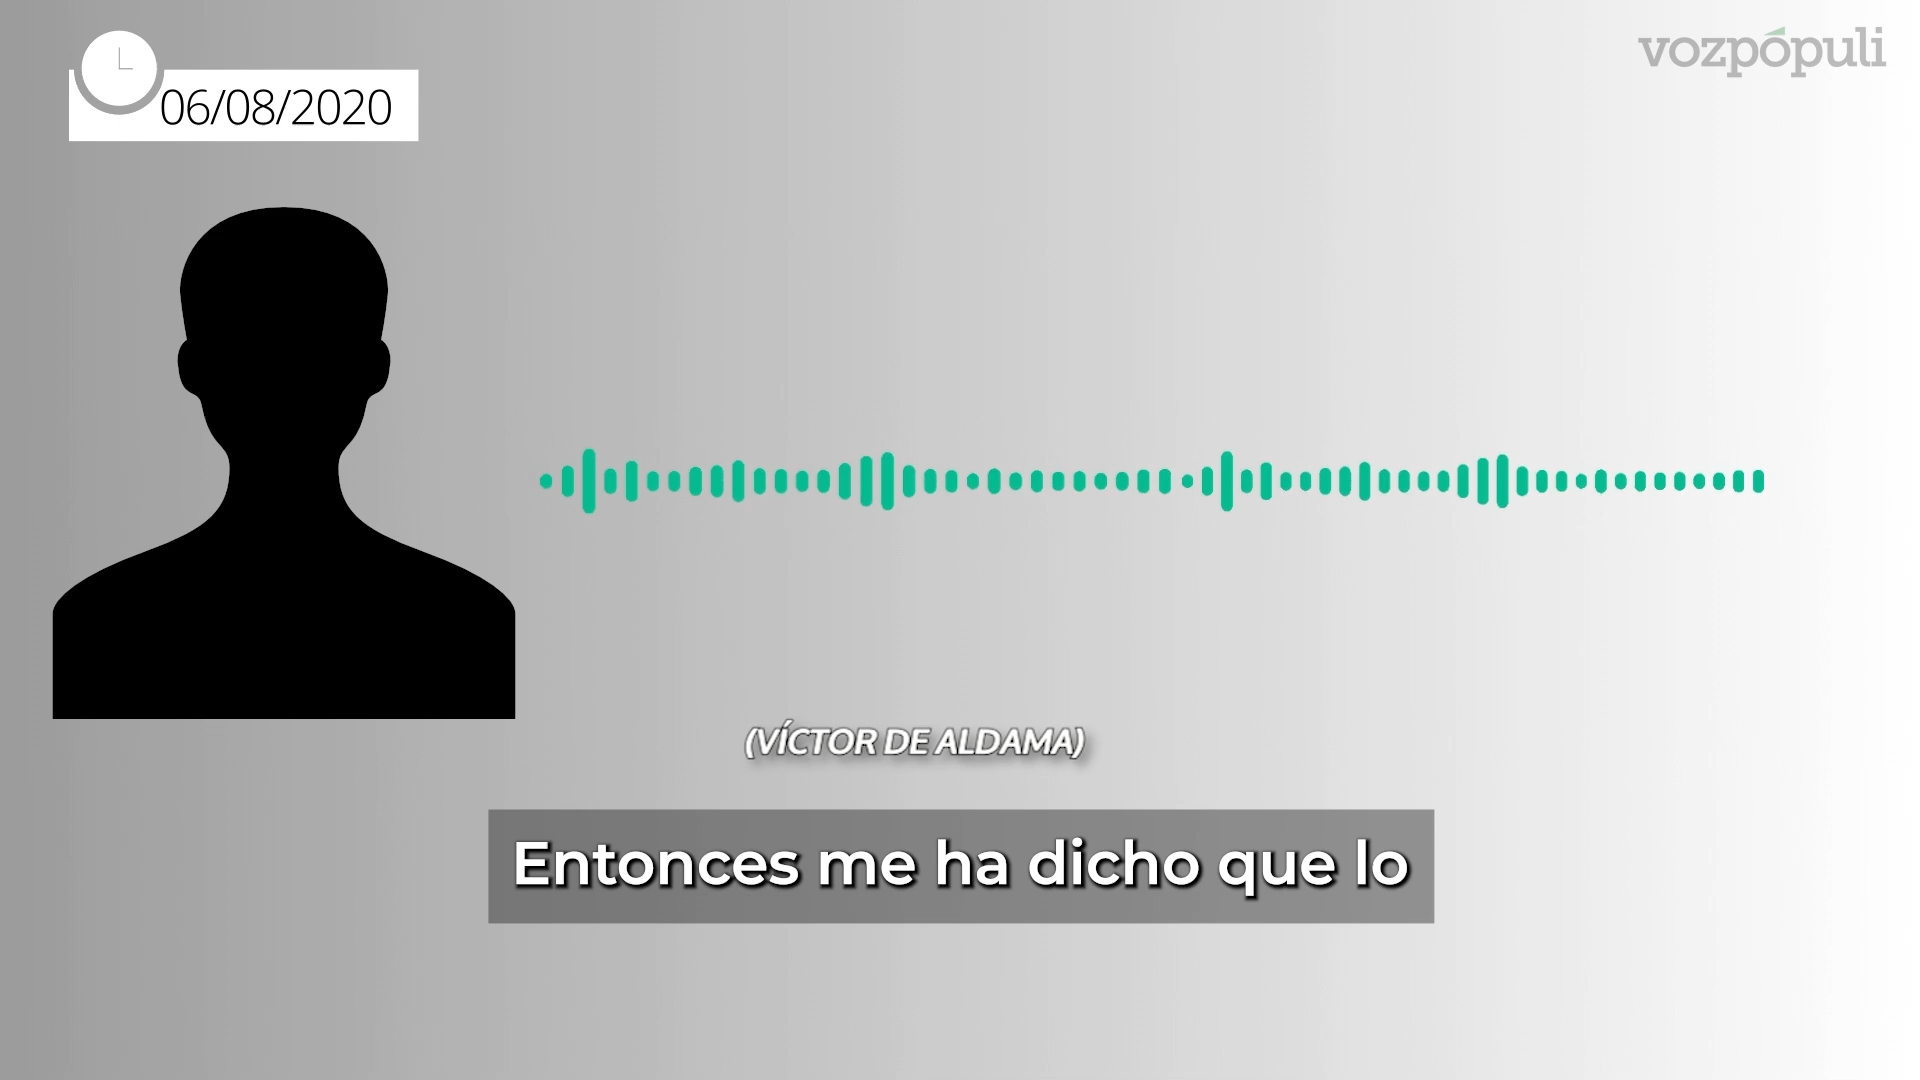 06/08/2020
vozpópuli
(VÍCTOR DE ALDAMA)
Entonces me ha dicho que lo